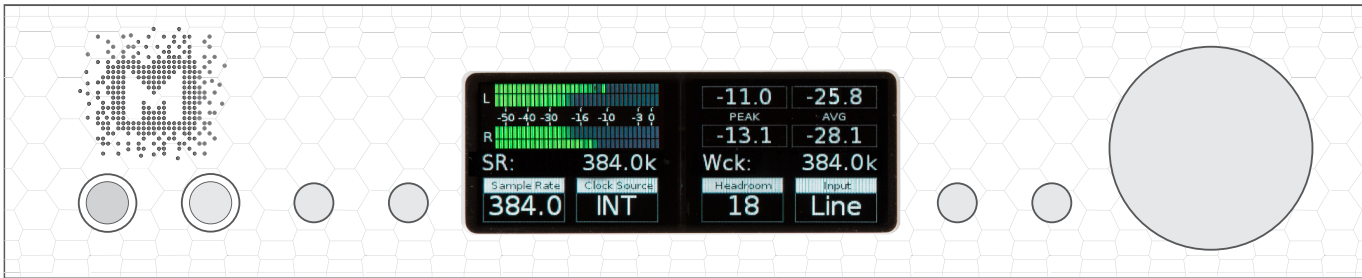 L
-50 -40 -30 -16 -10 -3 0
R
SR: 384.0k
Sample Rate Clock Source
384.0 INT
-11.0 -25.8
PEAK AVG
-13.1 -28.1
Wck: 384.0k
Headroom Input
18 Line
M